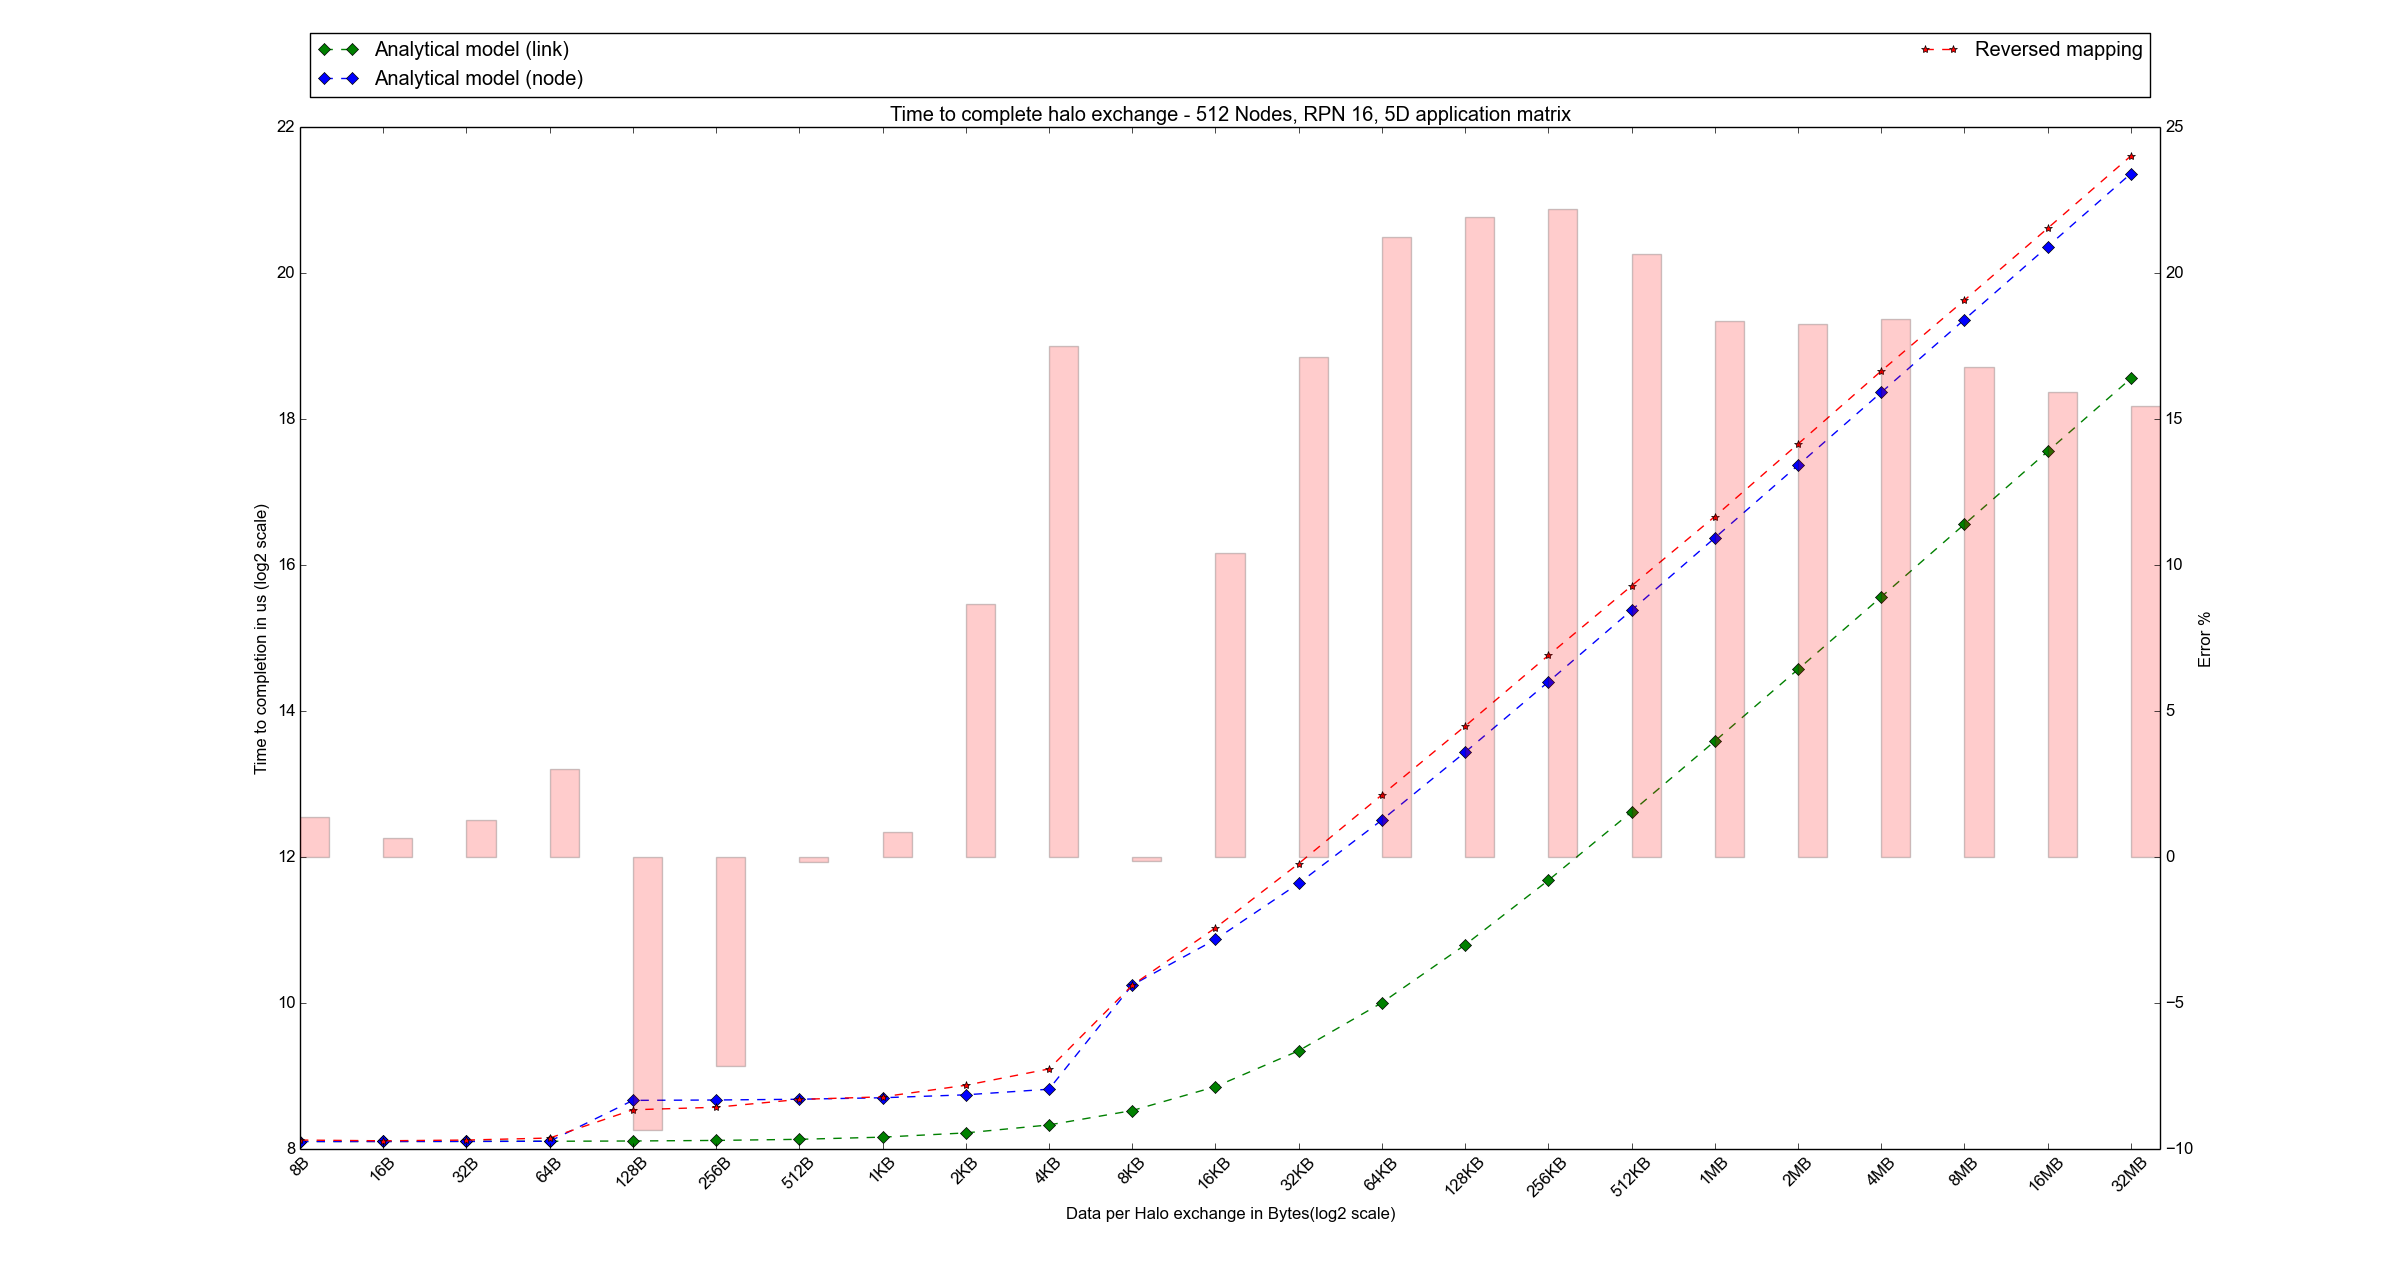 Analytical model (link)
Analytical model (node)
Reversed mapping
Time to complete halo exchange - 512 Nodes, RPN 16, 5D application matrix
22
20
18
16
14
12
10
8
Time to completion in us (log2 scale)
25
20
15
10
5
0
−5
−10
Error %
8B
16B
32B
64B
128B
256B
512B
1KB
2KB
4KB
8KB
16KB
32KB
64KB
128KB
256KB
512KB
1MB
2MB
4MB
8MB
16MB
32MB
Data per Halo exchange in Bytes(log2 scale)